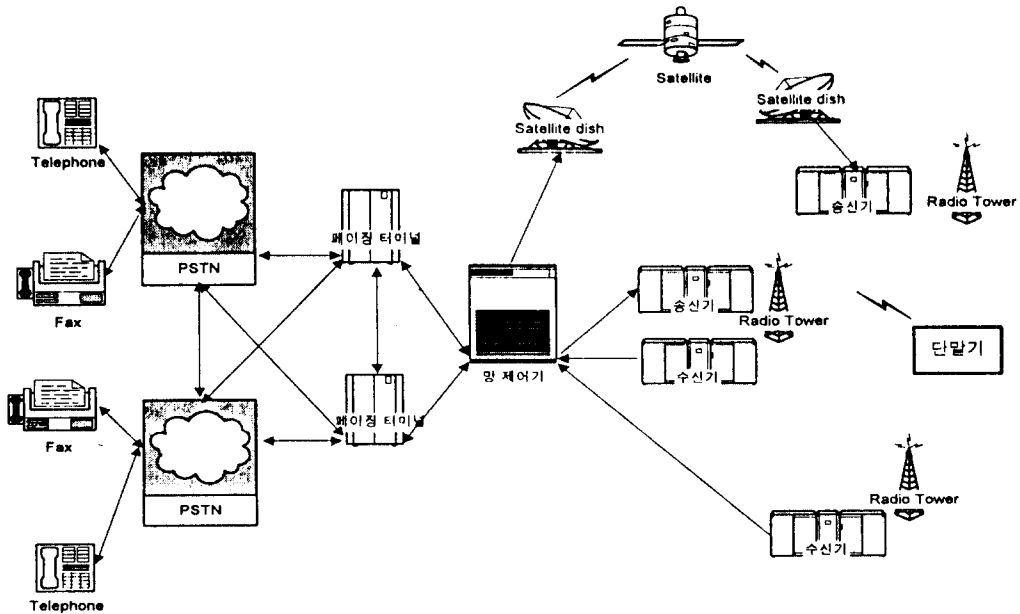 Satellite
Satellite dish
Satellite dish
Telephone
송신기
Radio Tower
페이징 터미널
PSTN
Fax
송신기
Radio Tower
단말기
망 제어기
수신기
Fax
페이징 터미널
PSTN
Radio Tower
수신기
Telephone